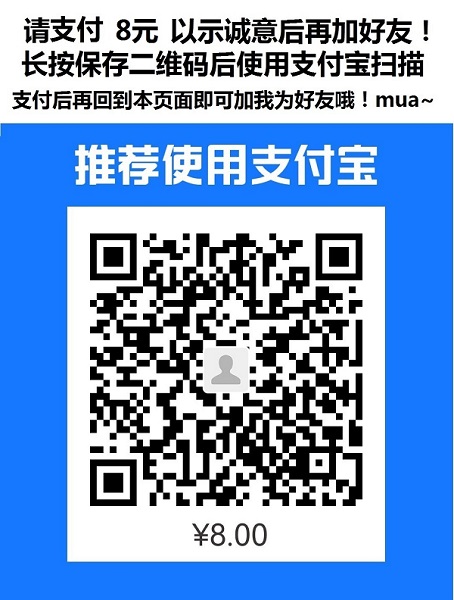 请支付 8元 以示诚意后再加好友！
长按保存二维码后使用支付宝扫描
支付后再回到本页面即可加我为好友哦！mua~
推荐使用支付宝
¥8.00